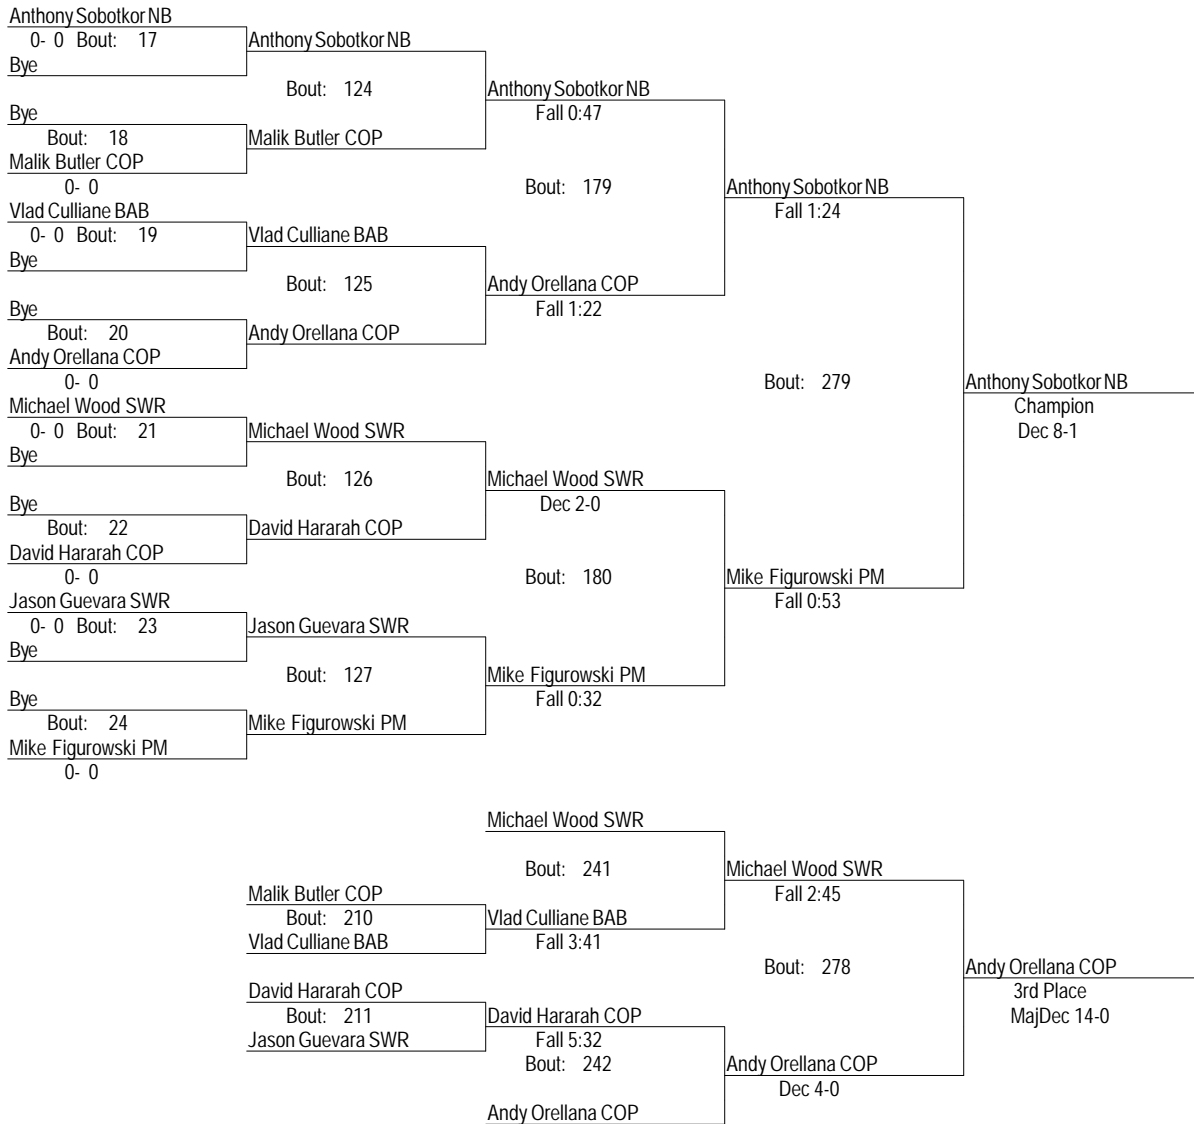 Anthony Sobotkor NB
0- 0 Bout: 17
Bye
Anthony Sobotkor NB
Bout: 124
Bye
Bout: 18
Malik Butler COP
0- 0
Malik Butler COP
Anthony Sobotkor NB
Fall 0:47
Bout: 179
Vlad Culliane BAB
0- 0 Bout: 19
Bye
Vlad Culliane BAB
Bout: 125
Bye
Bout: 20
Andy Orellana COP
0- 0
Andy Orellana COP
Andy Orellana COP
Fall 1:22
Anthony Sobotkor NB
Fall 1:24
Bout: 279
Michael Wood SWR
0- 0 Bout: 21
Bye
Michael Wood SWR
Bout: 126
Bye
Bout: 22
David Hararah COP
0- 0
David Hararah COP
Michael Wood SWR
Dec 2-0
Bout: 180
Jason Guevara SWR
0- 0 Bout: 23
Bye
Jason Guevara SWR
Bout: 127
Bye
Bout: 24
Mike Figurowski PM
0- 0
Mike Figurowski PM
Mike Figurowski PM
Fall 0:32
Mike Figurowski PM
Fall 0:53
Anthony Sobotkor NB
Champion
Dec 8-1
Michael Wood SWR
Bout: 241
Malik Butler COP
Bout: 210
Vlad Culliane BAB
Vlad Culliane BAB
Fall 3:41
Michael Wood SWR
Fall 2:45
Bout: 278
David Hararah COP
Bout: 211
Jason Guevara SWR
David Hararah COP
Fall 5:32
Bout: 242
Andy Orellana COP
Andy Orellana COP
Dec 4-0
Andy Orellana COP
3rd Place
MajDec 14-0